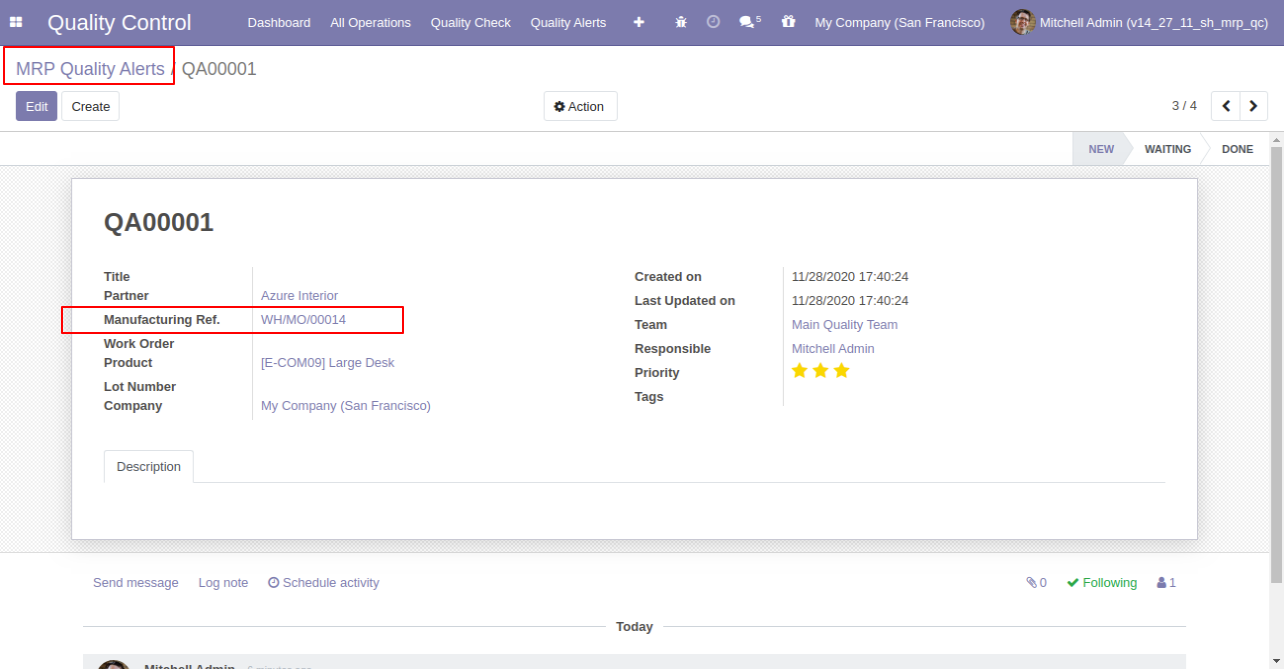 Quality Control Dashboard All Operations Quality Check Quality Alerts 5 My Company (San Francisco) Mitchell Admin (v14_27_11_sh_mrp_qc)
MRP Quality Alerts / QA00001
Edit Create Action 3 / 4
NEW WAITING DONE
QA00001
Title
Partner Azure Interior
Manufacturing Ref. WH/MO/00014
Work Order
Product [E-COM09] Large Desk
Lot Number
Company My Company (San Francisco)
Created on 11/28/2020 17:40:24
Last Updated on 11/28/2020 17:40:24
Team Main Quality Team
Responsible Mitchell Admin
Priority
Tags
Description
Send message Log note Schedule activity 0 Following 1
Today
Mitchell Admin